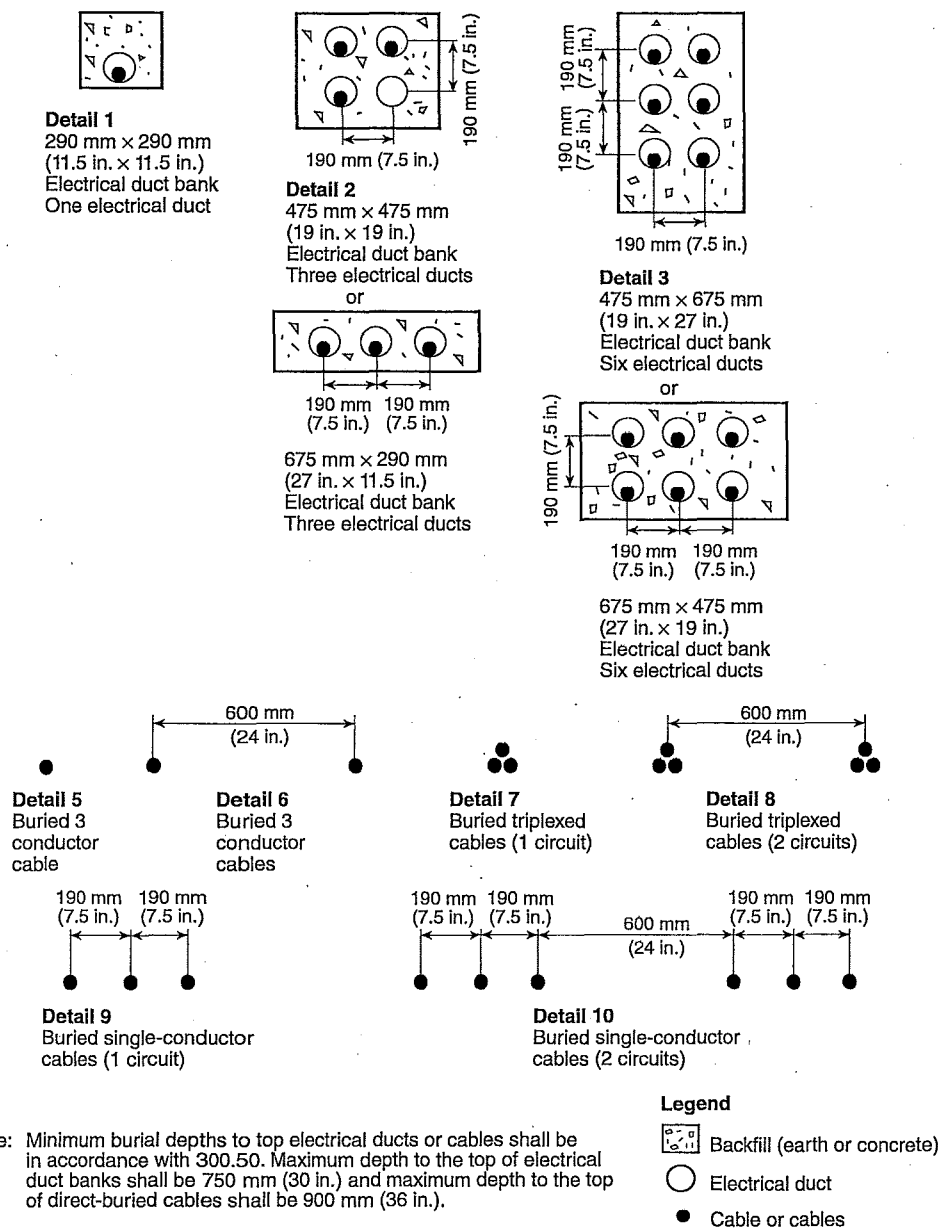 Detail 1
290 mm × 290 mm
(11.5 in. × 11.5 in.)
Electrical duct bank
One electrical duct
190 mm (7.5 in.)
190 mm (7.5 in.)
Detail 2
475 mm × 475 mm
(19 in. × 19 in.)
Electrical duct bank
Three electrical ducts
or
190 mm
(7.5 in.)
190 mm
(7.5 in.)
675 mm × 290 mm
(27 in. × 11.5 in.)
Electrical duct bank
Three electrical ducts
190 mm
(7.5 in.)
190 mm
(7.5 in.)
190 mm (7.5 in.)
Detail 3
475 mm × 675 mm
(19 in. × 27 in.)
Electrical duct bank
Six electrical ducts
or
190 mm (7.5 in.)
190 mm
(7.5 in.)
190 mm
(7.5 in.)
675 mm × 475 mm
(27 in. × 19 in.)
Electrical duct bank
Six electrical ducts
600 mm
(24 in.)
600 mm
(24 in.)
Detail 5
Buried 3
conductor
cable
Detail 6
Buried 3
conductor
cables
Detail 7
Buried triplexed
cables (1 circuit)
Detail 8
Buried triplexed
cables (2 circuits)
190 mm
(7.5 in.)
190 mm
(7.5 in.)
190 mm
(7.5 in.)
190 mm
(7.5 in.)
600 mm
(24 in.)
190 mm
(7.5 in.)
190 mm
(7.5 in.)
Detail 9
Buried single-conductor
cables (1 circuit)
Detail 10
Buried single-conductor
cables (2 circuits)
e: Minimum burial depths to top electrical ducts or cables shall be
in accordance with 300.50. Maximum depth to the top of electrical
duct banks shall be 750 mm (30 in.) and maximum depth to the top
of direct-buried cables shall be 900 mm (36 in.).
Legend
Backfill (earth or concrete)
Electrical duct
Cable or cables